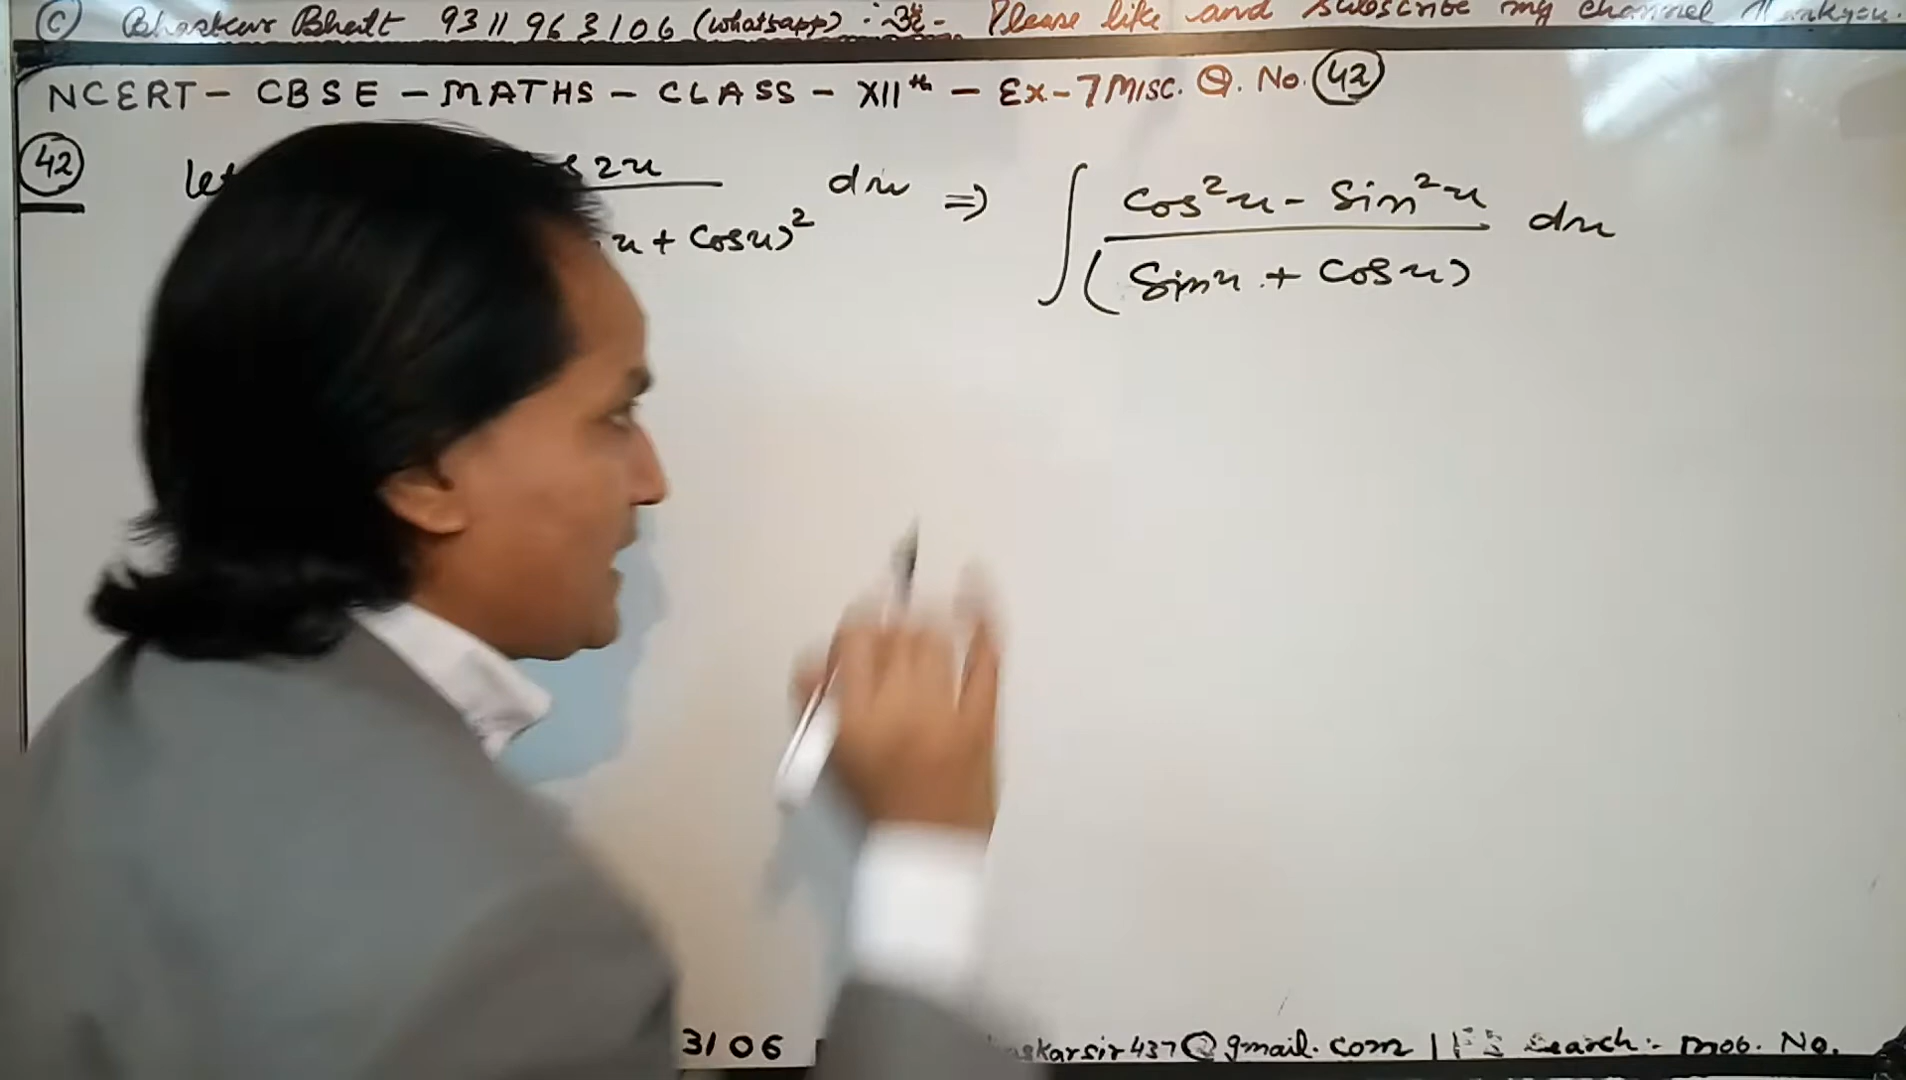 © Bhaskar Bhatt 9311963106 (whatsapp) Please like and subscribe my channel Thankyou.
NCERT - CBSE - MATHS - CLASS - XIIth - Ex-7 Misc. Q. No. 42
42 let 2x dx ⇒ ∫ cos²x - Sin²x dx
x + Cosx)² (Sinx + Cosx)
3106 skarsir437@gmail.com | Search:- mob. No.